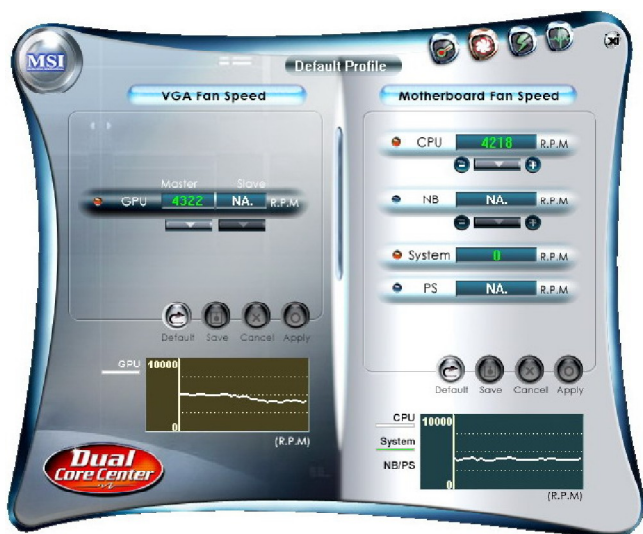 MSI
Default Profile
VGA Fan Speed
Master Slave
GPU 4322 NA. R.P.M
Default Save Cancel Apply
GPU 10000
0
(R.P.M)
Dual
Core Center
Motherboard Fan Speed
CPU 4218 R.P.M
NB NA. R.P.M
System 0 R.P.M
PS NA. R.P.M
Default Save Cancel Apply
CPU 10000
System
NB/PS
0
(R.P.M)